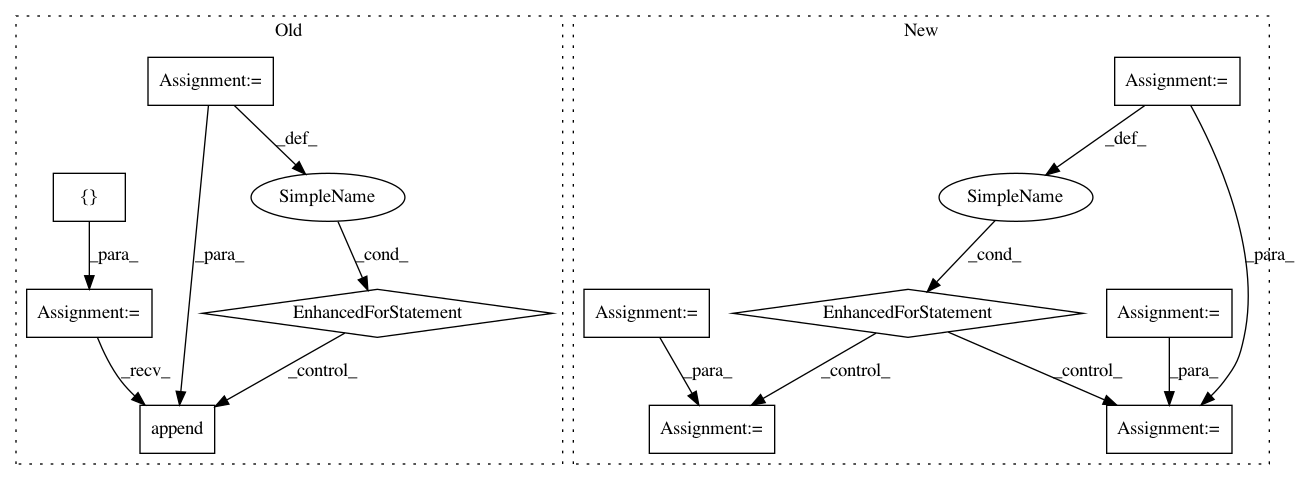 Old
New
Assignment:=
Assignment:=
_def_
_def_
{}
SimpleName
SimpleName
_para_
_para_
_cond_
_cond_
_para_
Assignment:=
EnhancedForStatement
Assignment:=
EnhancedForStatement
Assignment:=
_recv_
_control_
_para_
_control_
_control_
_para_
append
Assignment:=
Assignment:=